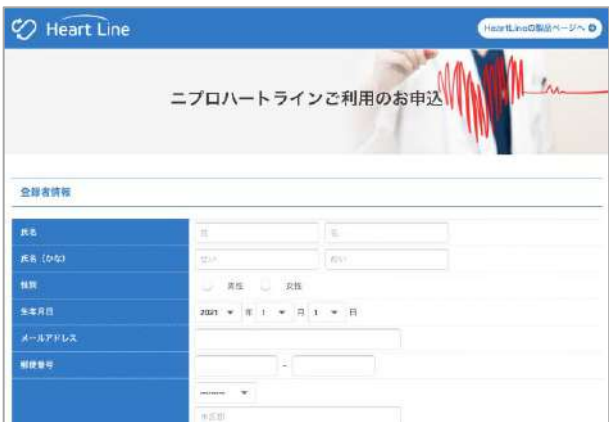 Heart Line
HeartLineの製品ページへ
ニプロハートラインご利用のお申込
登録者情報
氏名
姓
名
氏名（かな）
せい
めい
性別
男性
女性
生年月日
2021 年 1 月 1 日
メールアドレス
郵便番号
-
市区郡